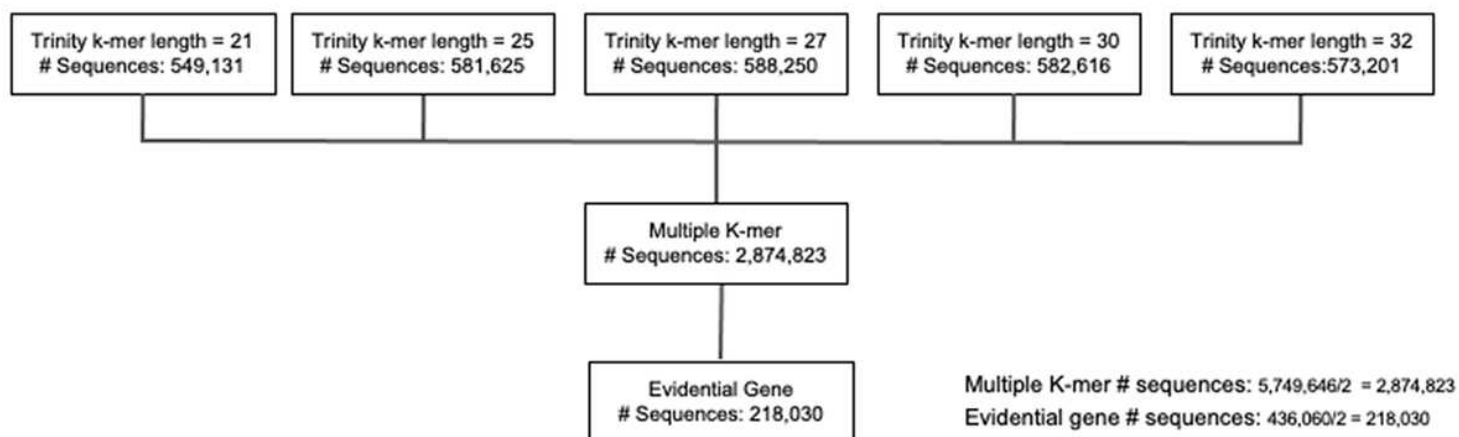 Trinity k-mer length = 21
# Sequences: 549,131
Trinity k-mer length = 25
# Sequences: 581,625
Trinity k-mer length = 27
# Sequences: 588,250
Trinity k-mer length = 30
# Sequences: 582,616
Trinity k-mer length = 32
# Sequences:573,201
Multiple K-mer
# Sequences: 2,874,823
Evidential Gene
# Sequences: 218,030
Multiple K-mer # sequences: 5,749,646/2 = 2,874,823
Evidential gene # sequences: 436,060/2 = 218,030